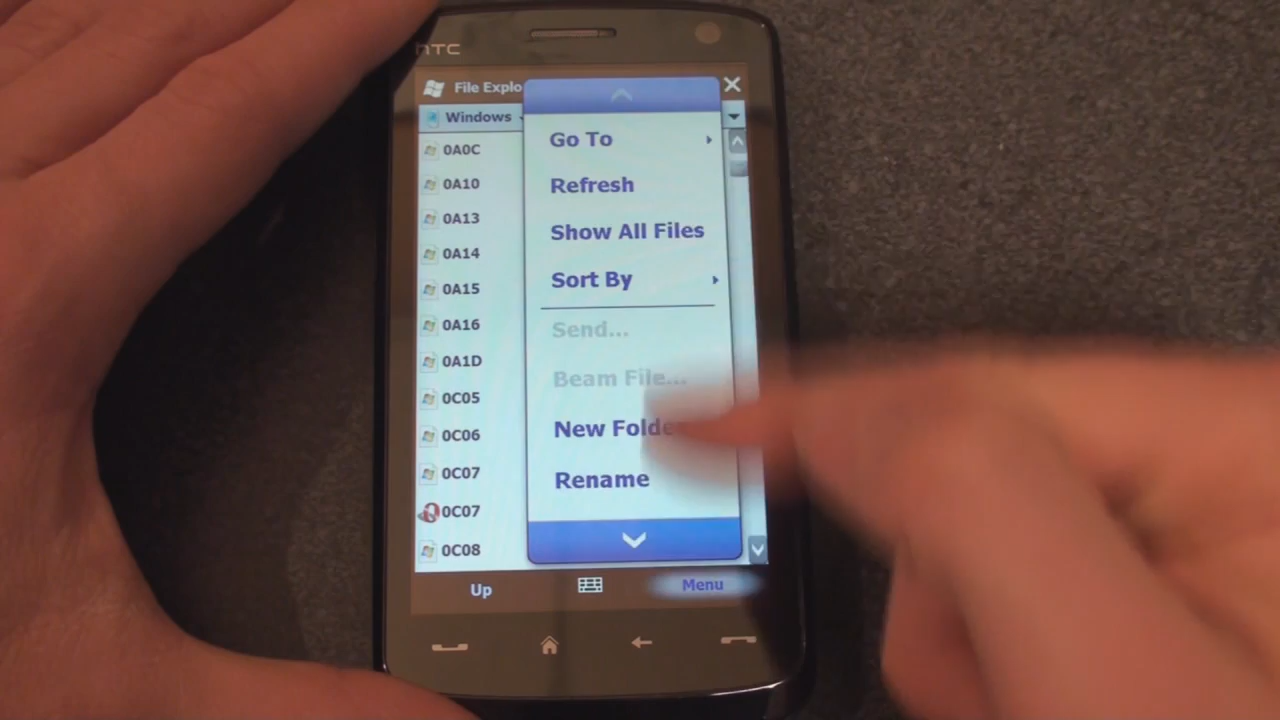 hTC
File Explo
Windows
0A0C
0A10
0A13
0A14
0A15
0A16
0A1D
0C05
0C06
0C07
0C07
0C08
Go To
Refresh
Show All Files
Sort By
Send...
Beam File...
New Folde
Rename
Up
Menu